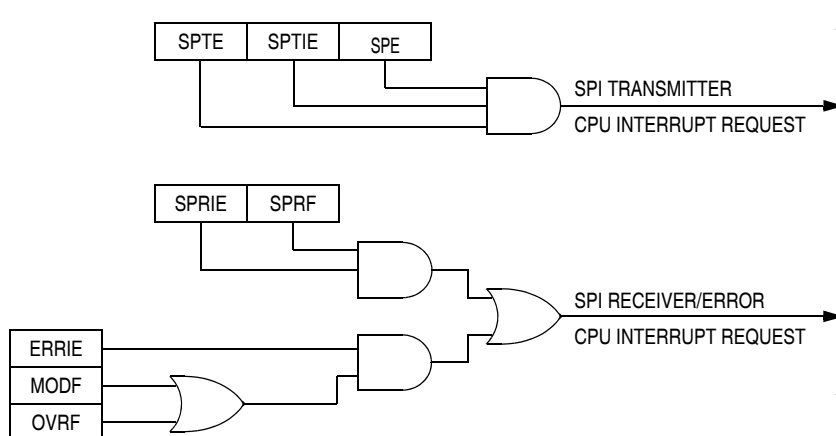 SPTE SPTIE SPE
SPI TRANSMITTER
CPU INTERRUPT REQUEST
SPRIE SPRF
SPI RECEIVER/ERROR
CPU INTERRUPT REQUEST
ERRIE
MODF
OVRF